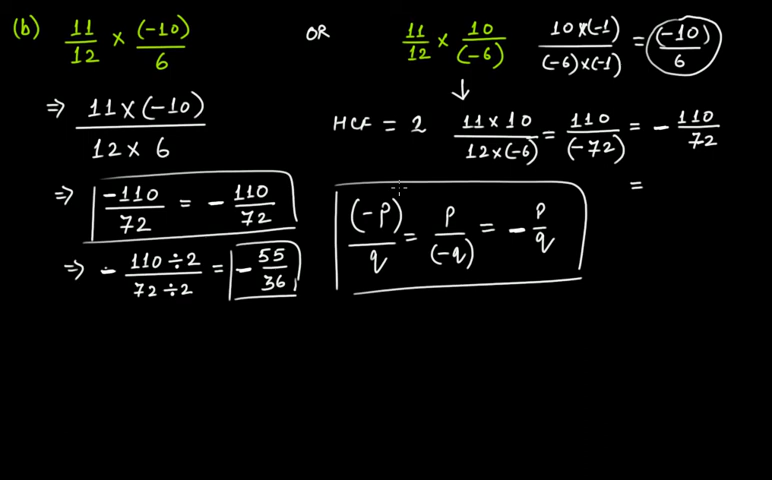 (b) 11/12 × (-10)/6 OR 11/12 × 10/(-6) 10×(-1)/(-6)×(-1) = (-10)/6
⇒ 11×(-10)/12×6 HCF = 2 11×10/12×(-6) = 110/(-72) = -110/72
⇒ -110/72 = -110/72 (-P)/q = P/(-q) = -P/q =
⇒ -110÷2/72÷2 = -55/36